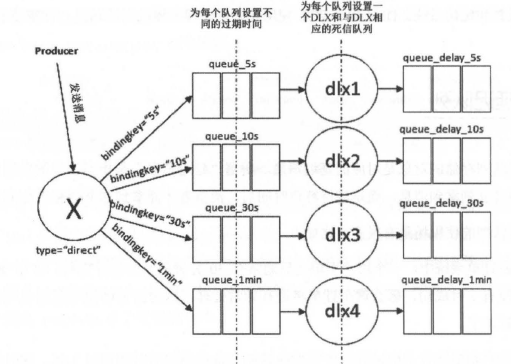 为每个队列设置不
同的过期时间
为每个队列设置一
个DLX和与DLX相
应的死信队列
Producer
发送消息
queue_5s
dlx1
queue_delay_5s
bindingkey="5s"
queue_10s
dlx2
queue_delay_10s
bindingkey="10s"
X
type="direct"
bindingkey="30s"
queue_30s
dlx3
queue_delay_30s
bindingkey="1min"
queue_1min
dlx4
queue_delay_1min